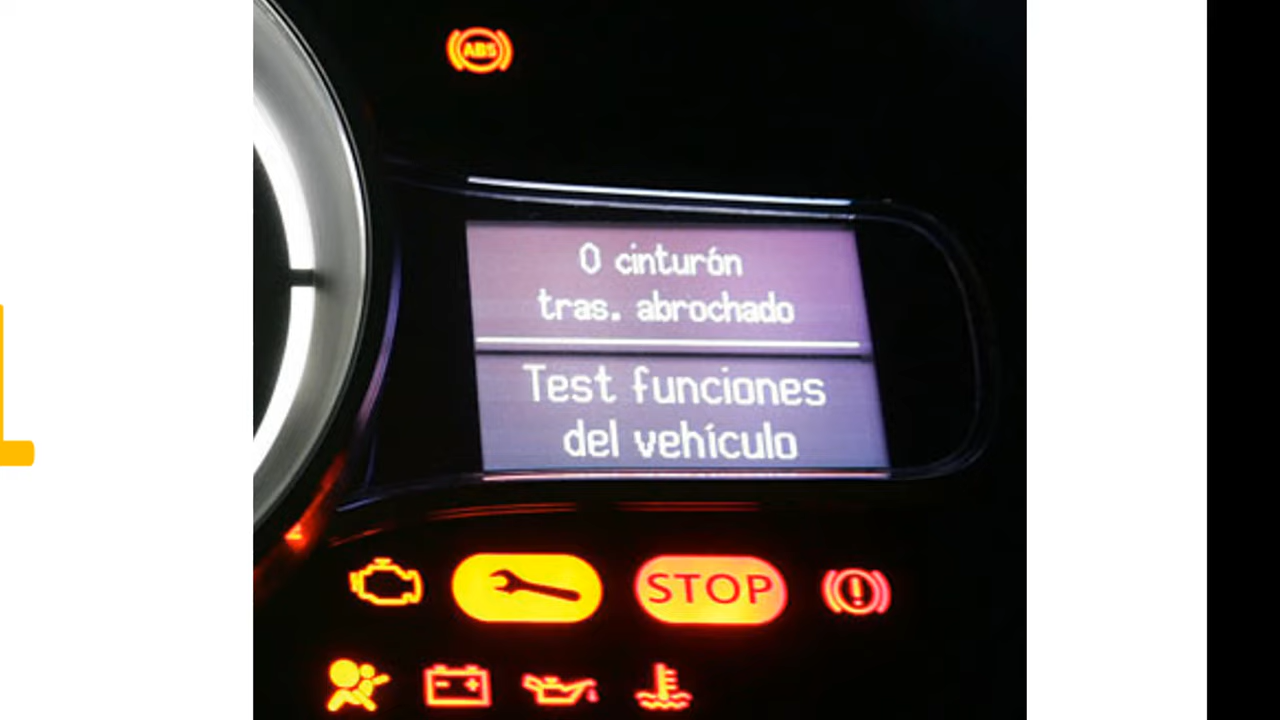 ABS
0 cinturón
tras. abrochado
Test funciones
del vehículo
STOP